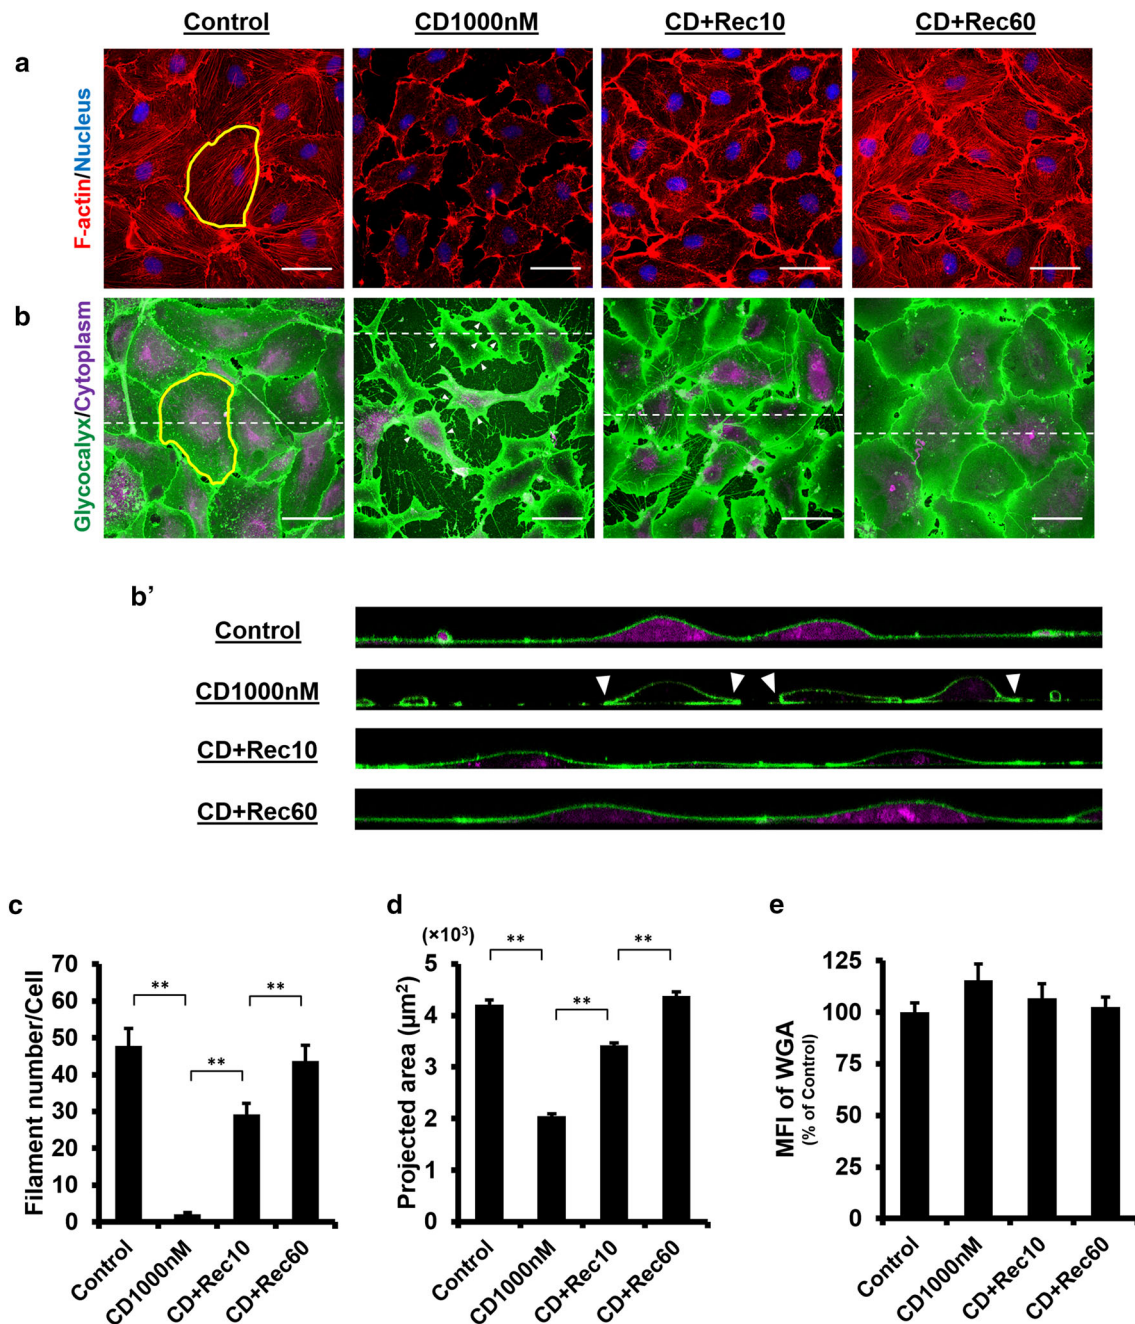 Control CD1000nM CD+Rec10 CD+Rec60
a
F-actin/Nucleus
b
Glycocalyx/Cytoplasm
b’
Control
CD1000nM
CD+Rec10
CD+Rec60
c
Filament number/Cell
70
60
50
40
30
20
10
0
** ** **
Control CD1000nM CD+Rec10 CD+Rec60
d
(×10³)
Projected area (µm²)
5
4
3
2
1
0
** ** **
Control CD1000nM CD+Rec10 CD+Rec60
e
MFI of WGA
(% of Control)
125
100
75
50
25
0
Control CD1000nM CD+Rec10 CD+Rec60